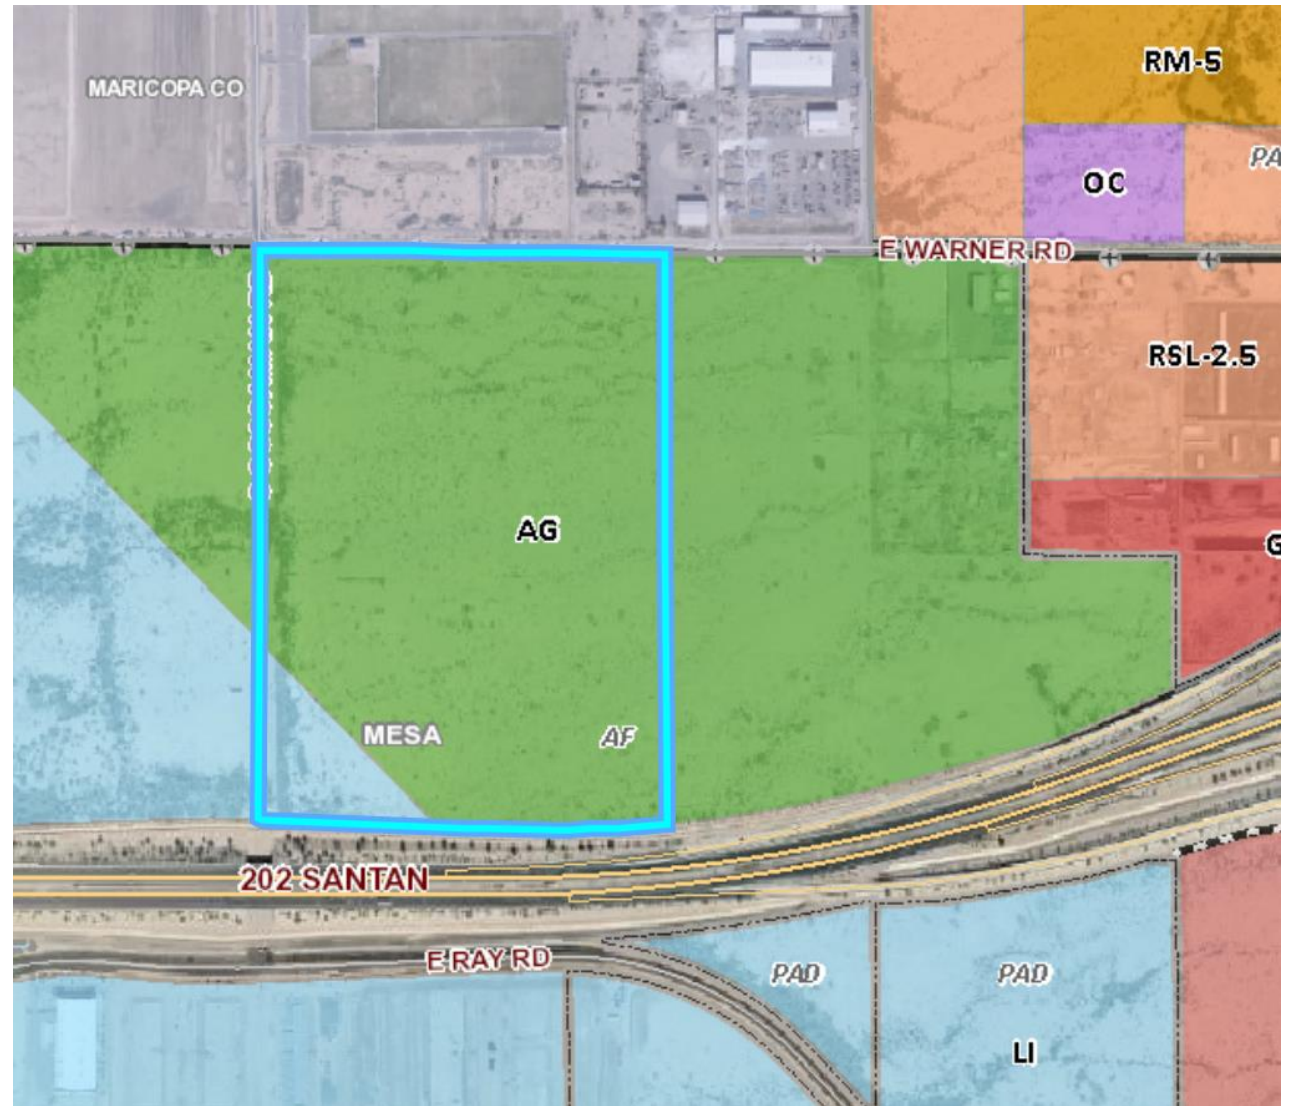 RM-5
MARICOPA CO
PA
OC
E WARNER RD
RSL-2.5
AG
G
MESA
AF
202 SANTAN
E RAY RD
PAD
PAD
LI